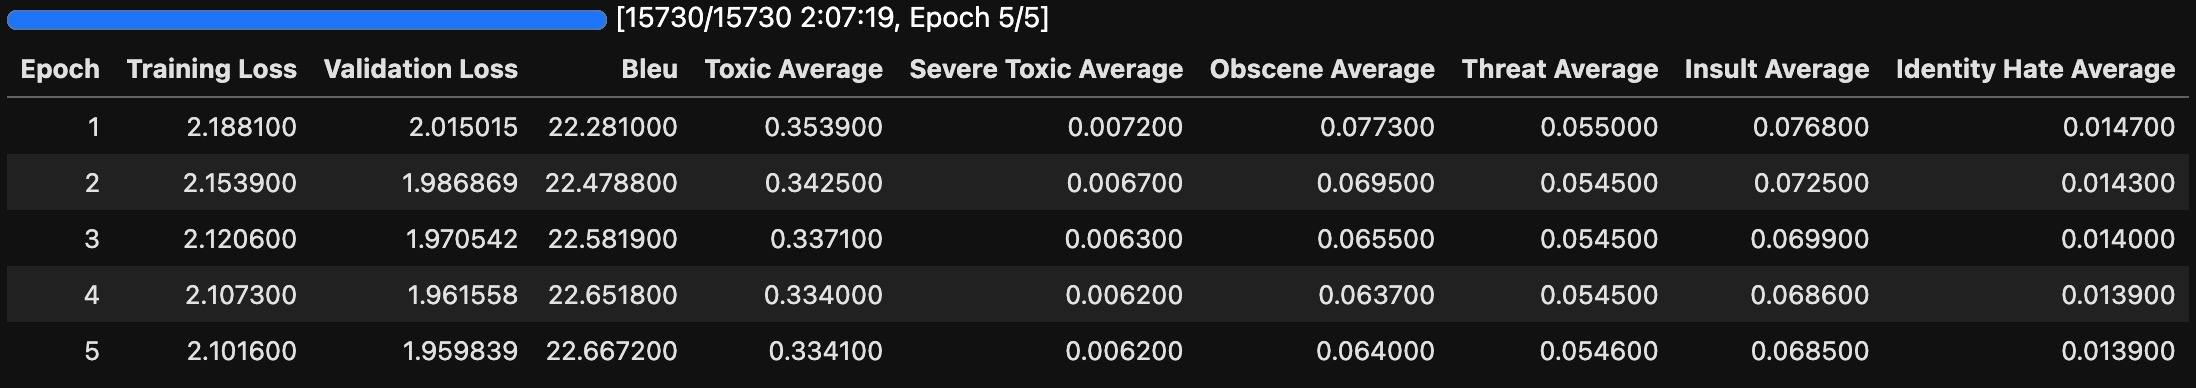 [15730/15730 2:07:19, Epoch 5/5]
Epoch Training Loss Validation Loss Bleu Toxic Average Severe Toxic Average Obscene Average Threat Average Insult Average Identity Hate Average
1 2.188100 2.015015 22.281000 0.353900 0.007200 0.077300 0.055000 0.076800 0.014700
2 2.153900 1.986869 22.478800 0.342500 0.006700 0.069500 0.054500 0.072500 0.014300
3 2.120600 1.970542 22.581900 0.337100 0.006300 0.065500 0.054500 0.069900 0.014000
4 2.107300 1.961558 22.651800 0.334000 0.006200 0.063700 0.054500 0.068600 0.013900
5 2.101600 1.959839 22.667200 0.334100 0.006200 0.064000 0.054600 0.068500 0.013900